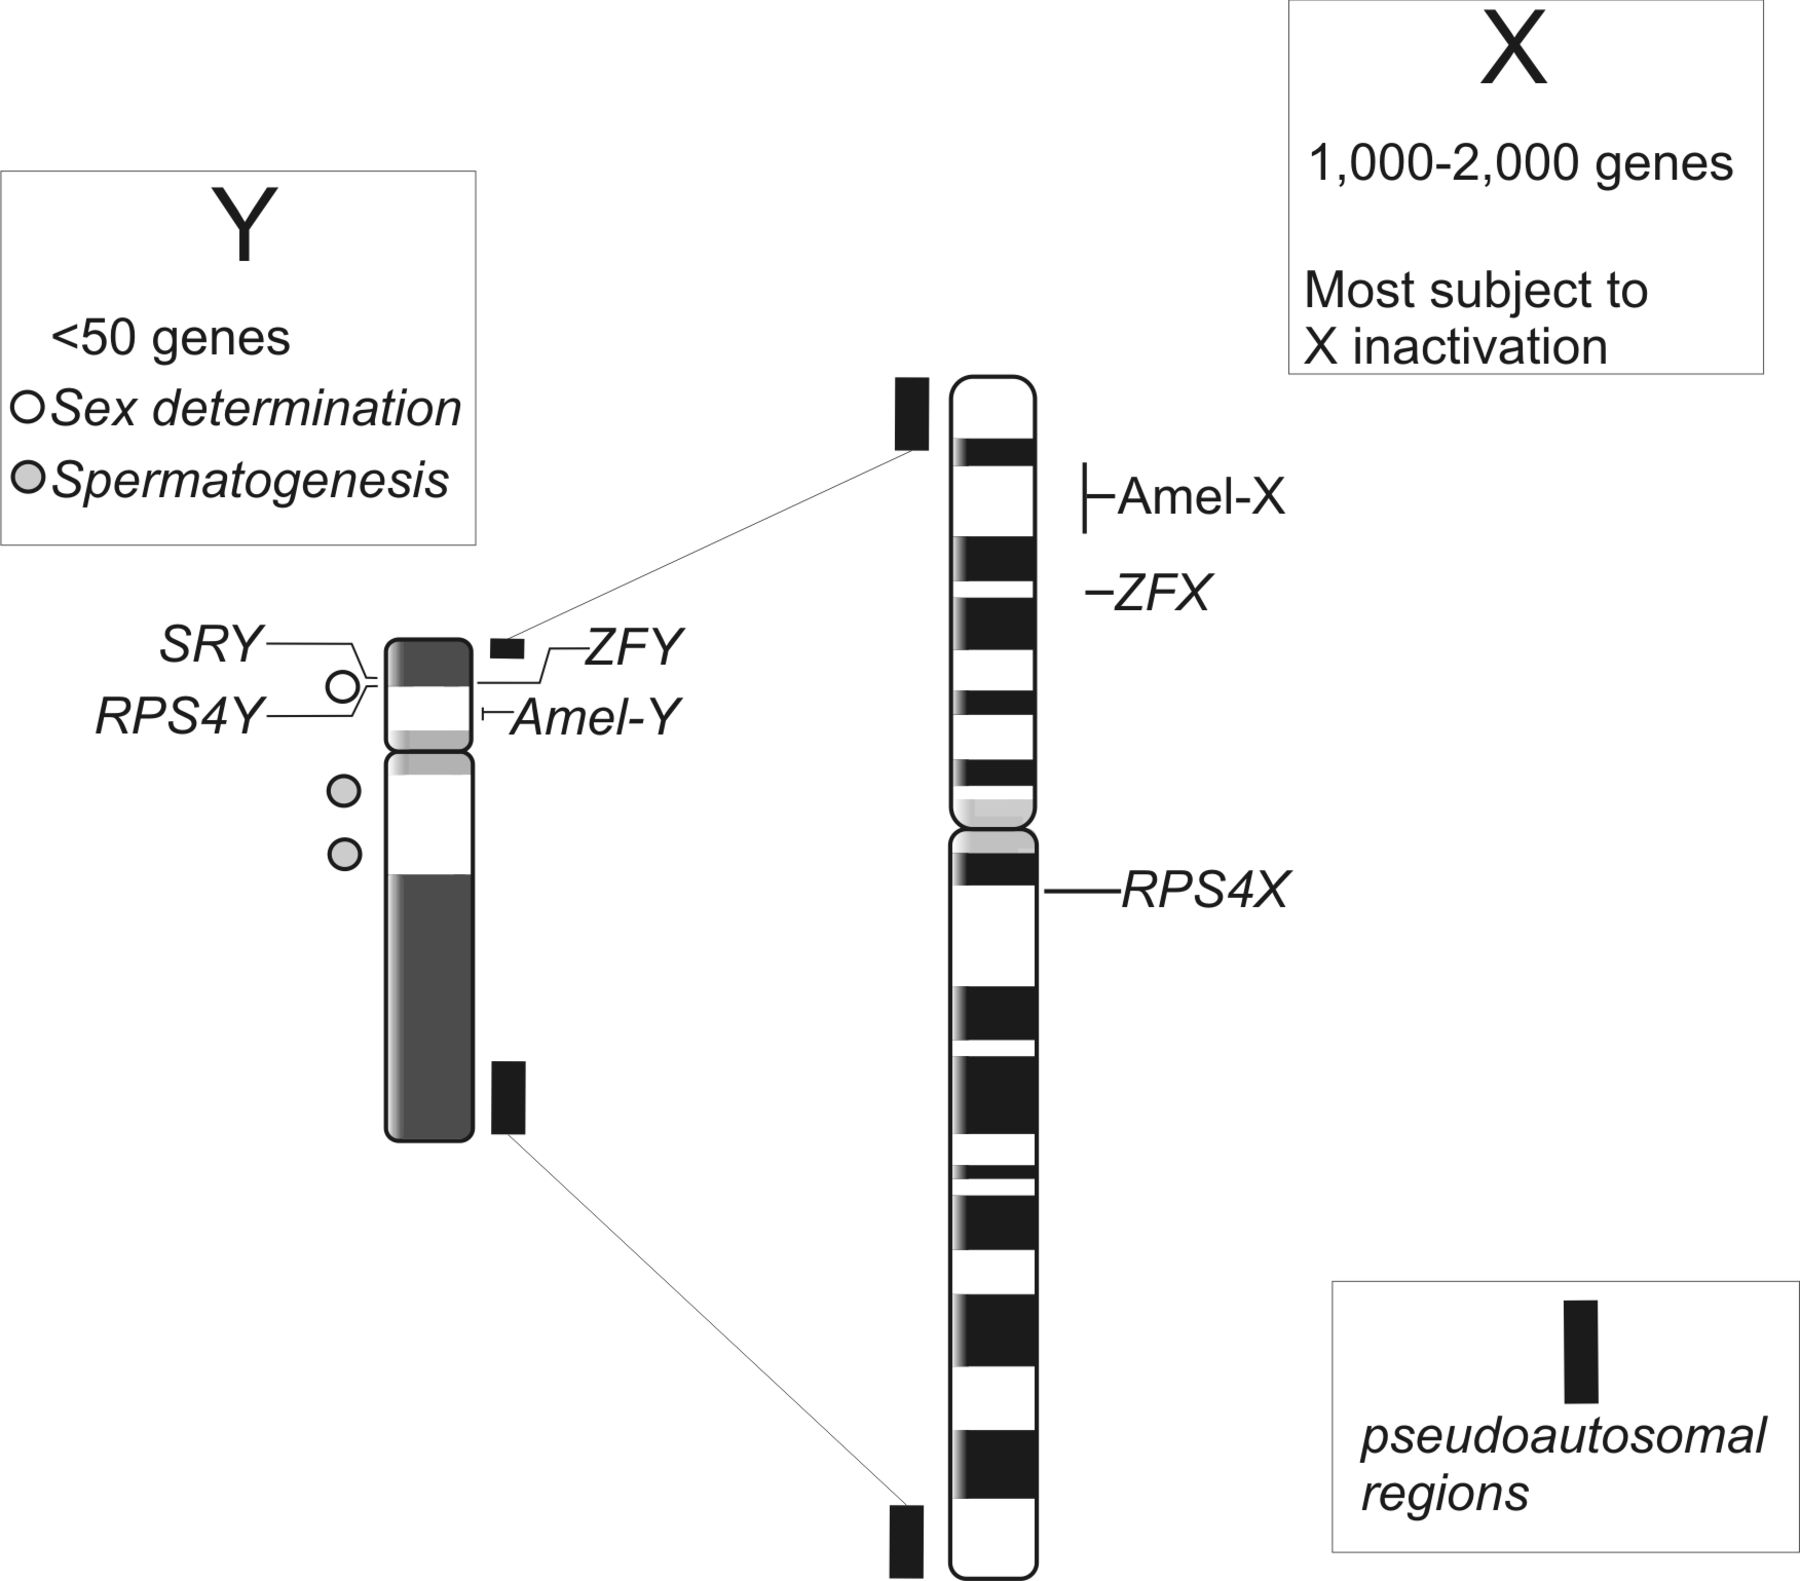 X
1,000-2,000 genes
Most subject to
X inactivation
Y
<50 genes
Sex determination
Spermatogenesis
Amel-X
ZFX
SRY
ZFY
RPS4Y
Amel-Y
RPS4X
pseudoautosomal
regions